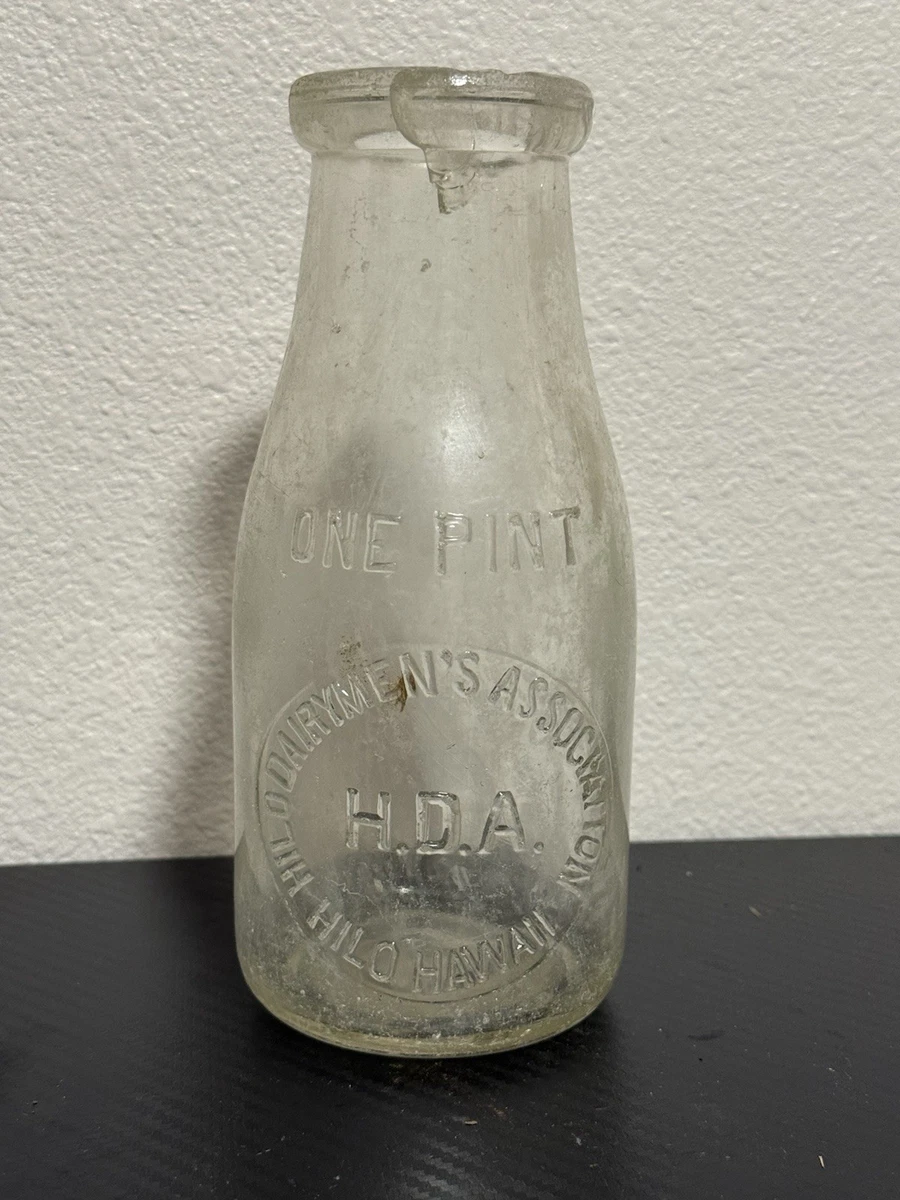 ONE PINT
HILO DAIRYMEN'S ASSOCIATION
H.D.A.
HILO HAWAII